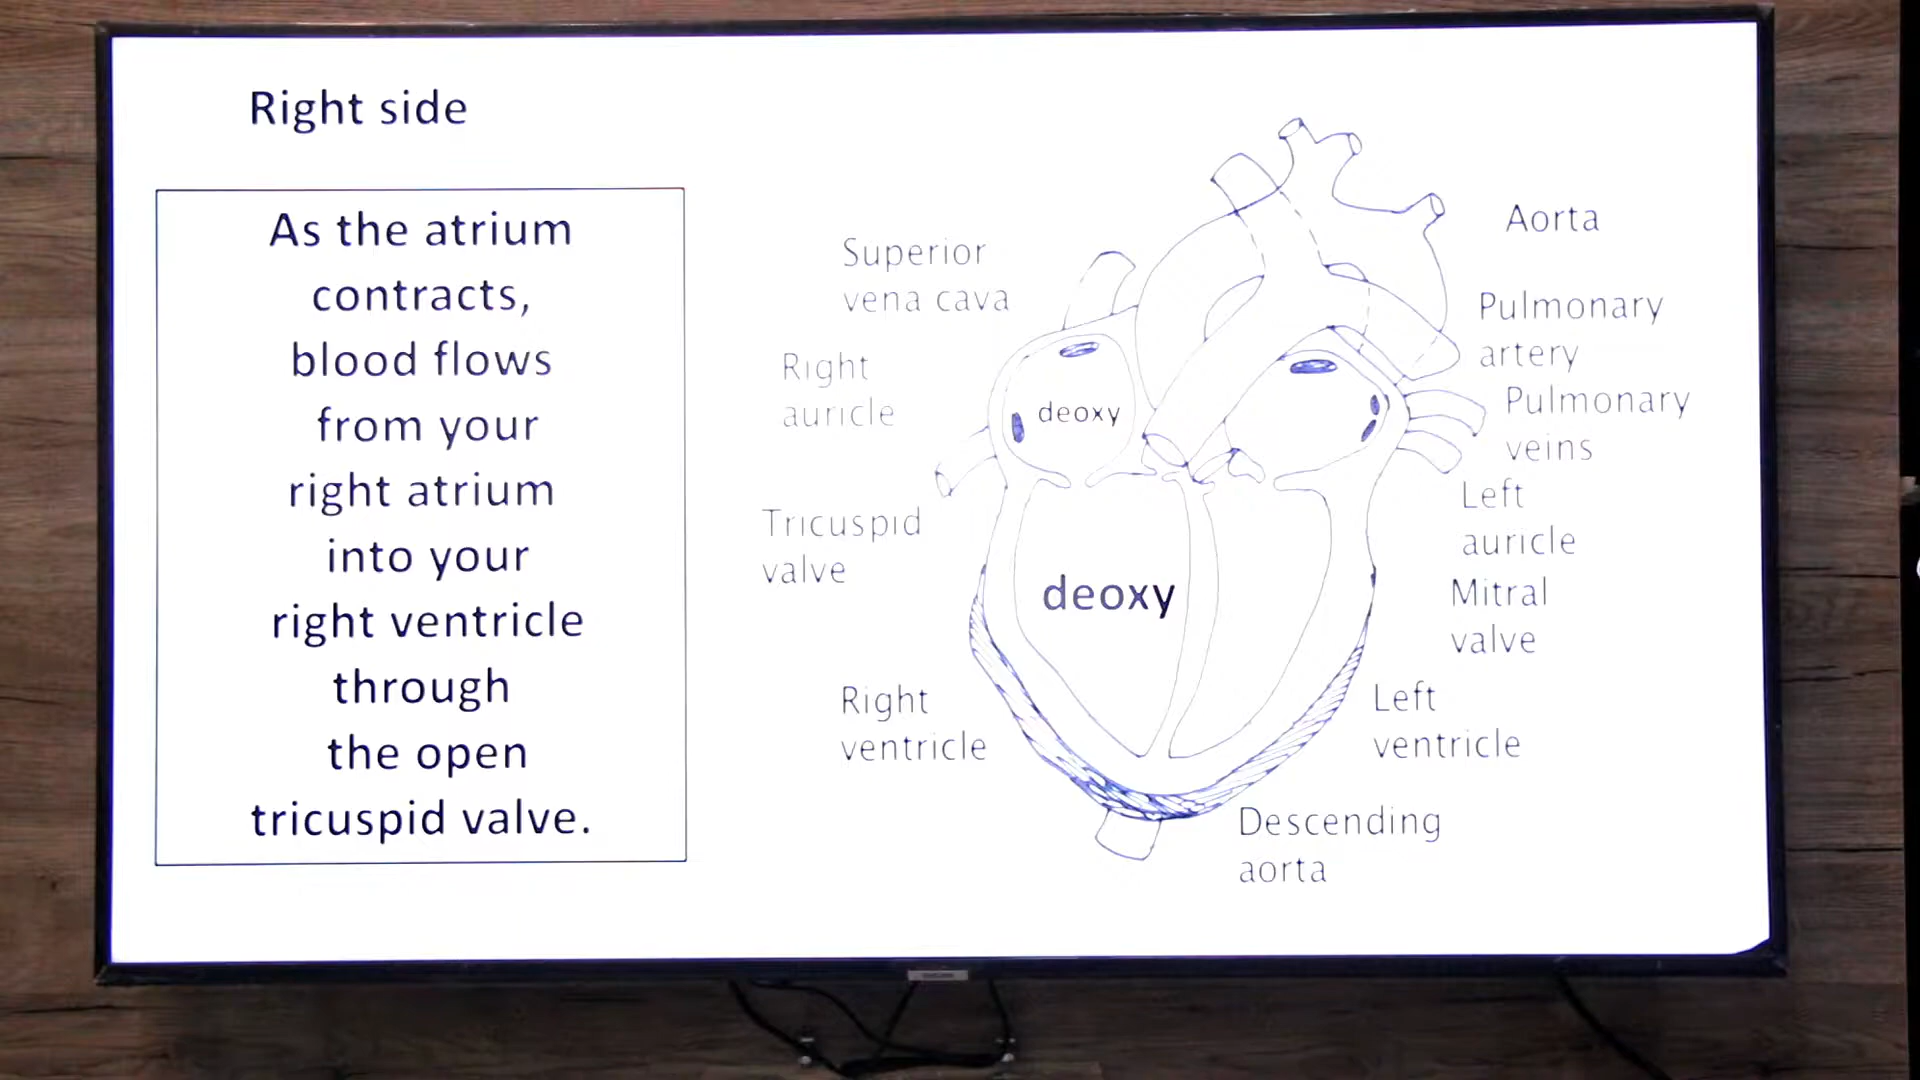 Right side
As the atrium
contracts,
blood flows
from your
right atrium
into your
right ventricle
through
the open
tricuspid valve.
Superior
vena cava
Right
auricle
deoxy
Tricuspid
valve
deoxy
Right
ventricle
Aorta
Pulmonary
artery
Pulmonary
veins
Left
auricle
Mitral
valve
Left
ventricle
Descending
aorta